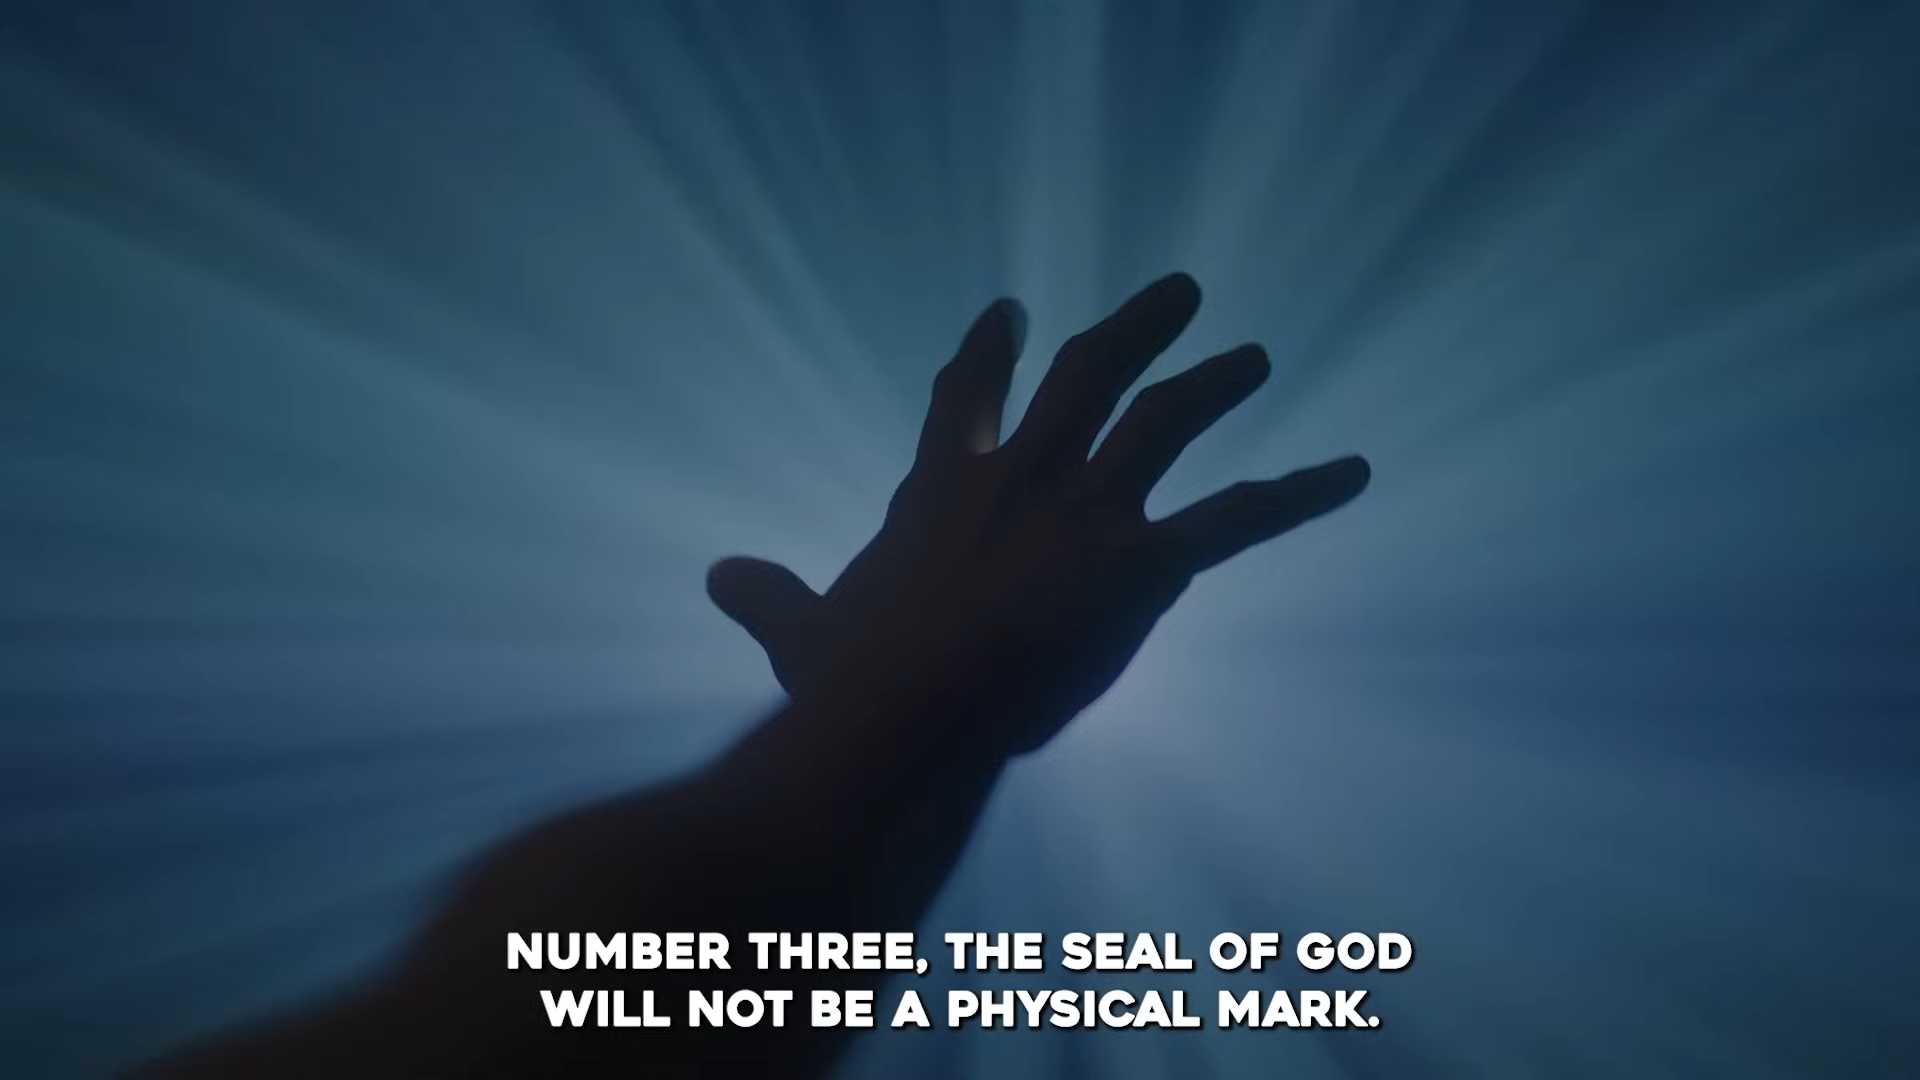 NUMBER THREE, THE SEAL OF GOD
WILL NOT BE A PHYSICAL MARK.